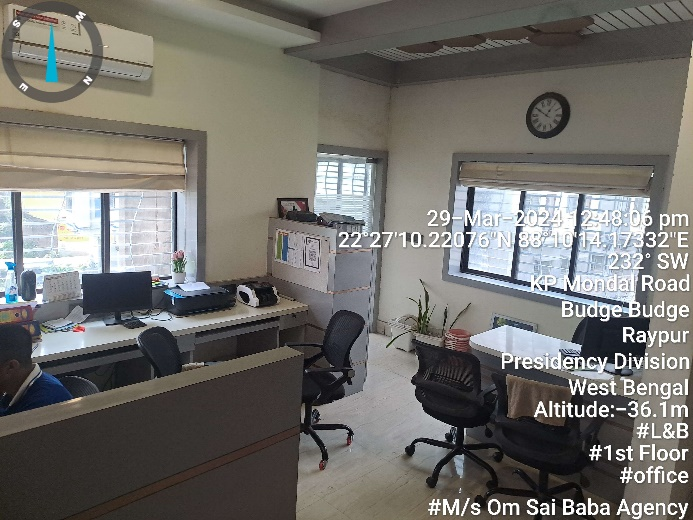 S
W
N
E
29-Mar-2024 12:48:06 pm
22°27'10.22076"N 88°10'14.17332"E
232° SW
KP Mondal Road
Budge Budge
Raypur
Presidency Division
West Bengal
Altitude:-36.1m
#L&B
#1st Floor
#office
#M/s Om Sai Baba Agency